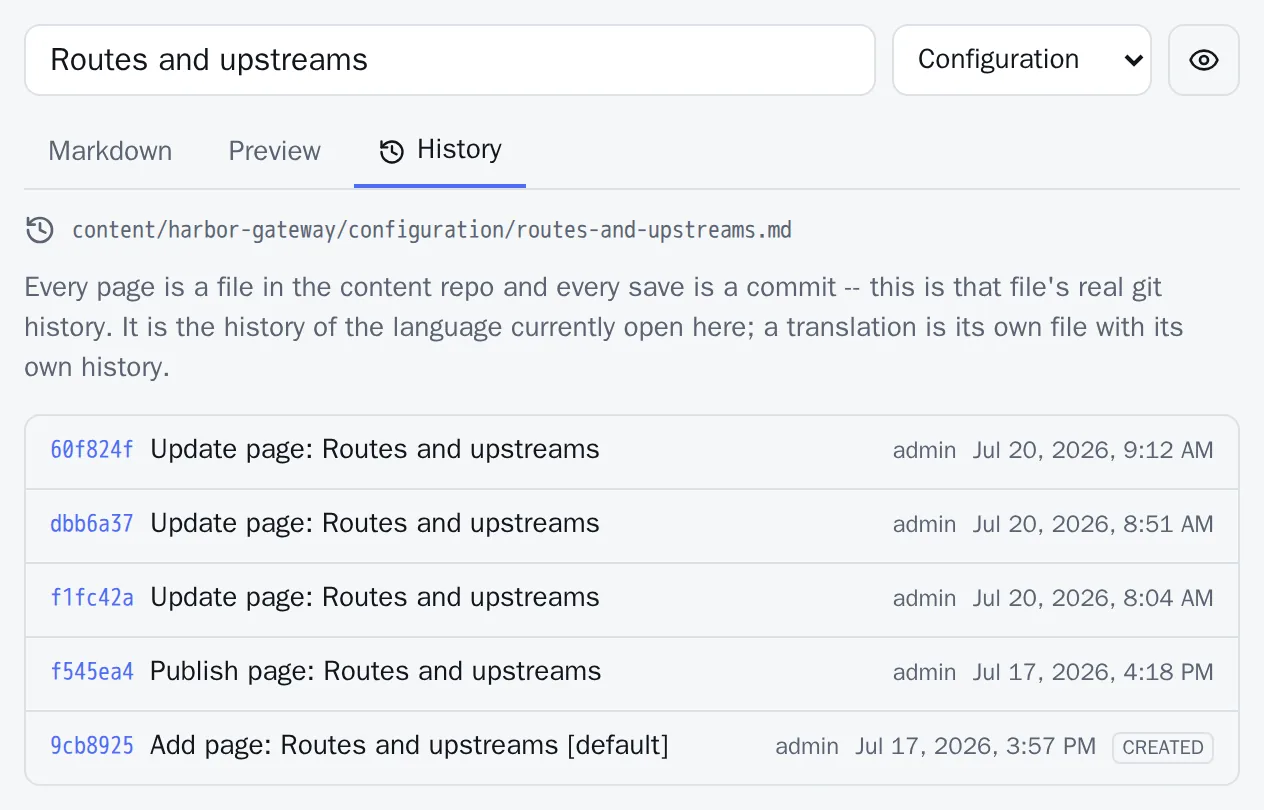 Routes and upstreams
Configuration
Markdown
Preview
History
content/harbor-gateway/configuration/routes-and-upstreams.md
Every page is a file in the content repo and every save is a commit -- this is that file's real git
history. It is the history of the language currently open here; a translation is its own file with its
own history.
60f824f Update page: Routes and upstreams admin Jul 20, 2026, 9:12 AM
dbb6a37 Update page: Routes and upstreams admin Jul 20, 2026, 8:51 AM
f1fc42a Update page: Routes and upstreams admin Jul 20, 2026, 8:04 AM
f545ea4 Publish page: Routes and upstreams admin Jul 17, 2026, 4:18 PM
9cb8925 Add page: Routes and upstreams [default] admin Jul 17, 2026, 3:57 PM CREATED